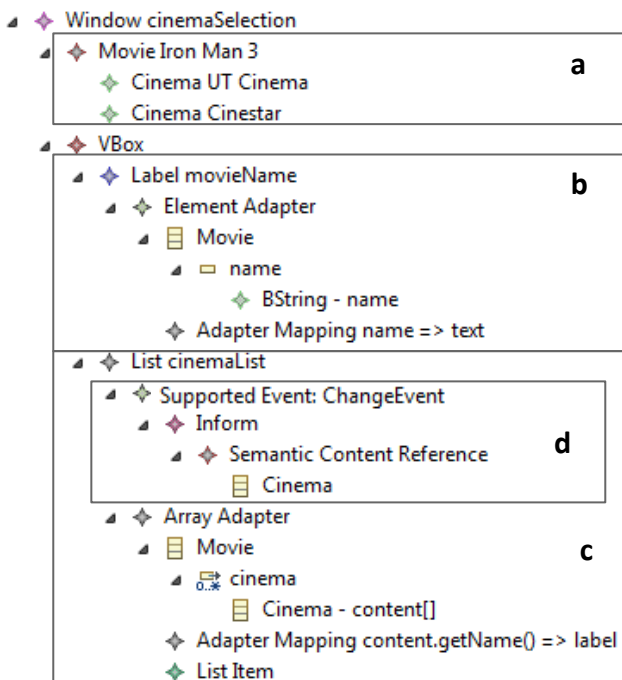 Window cinemaSelection
Movie Iron Man 3
a
Cinema UT Cinema
Cinema Cinestar
VBox
Label movieName
b
Element Adapter
Movie
name
BString - name
Adapter Mapping name => text
List cinemaList
Supported Event: ChangeEvent
Inform
d
Semantic Content Reference
Cinema
Array Adapter
Movie
c
cinema
0..*
Cinema - content[]
Adapter Mapping content.getName() => label
List Item